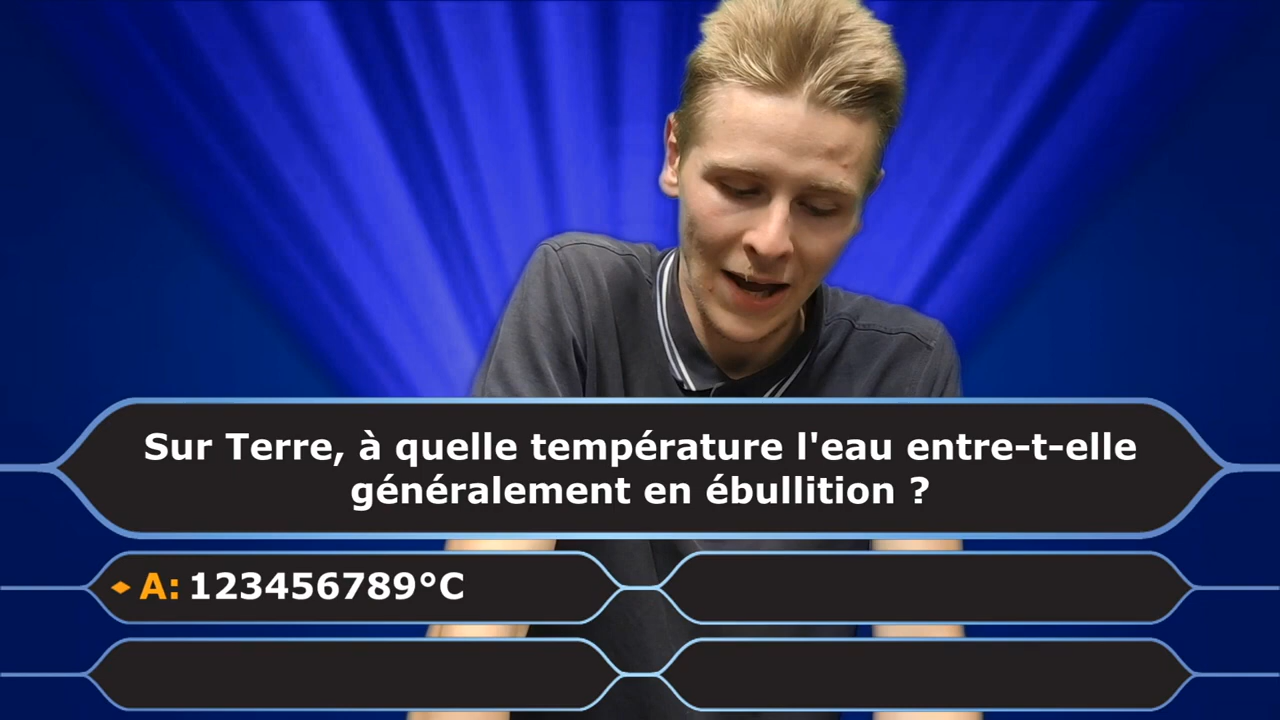 Sur Terre, à quelle température l'eau entre-t-elle
généralement en ébullition ?
A: 123456789°C